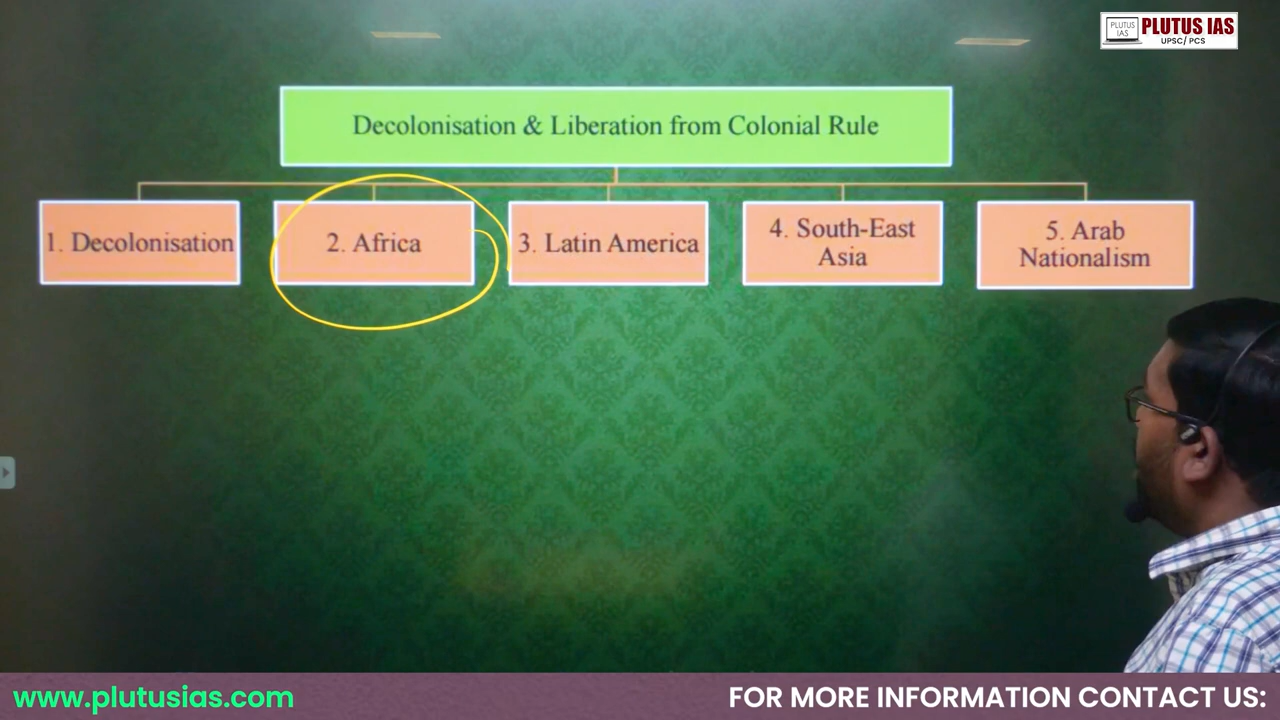 PLUTUS
IAS
PLUTUS IAS
UPSC/ PCS
Decolonisation & Liberation from Colonial Rule
1. Decolonisation
2. Africa
3. Latin America
4. South-East
Asia
5. Arab
Nationalism
www.plutusias.com
FOR MORE INFORMATION CONTACT US: